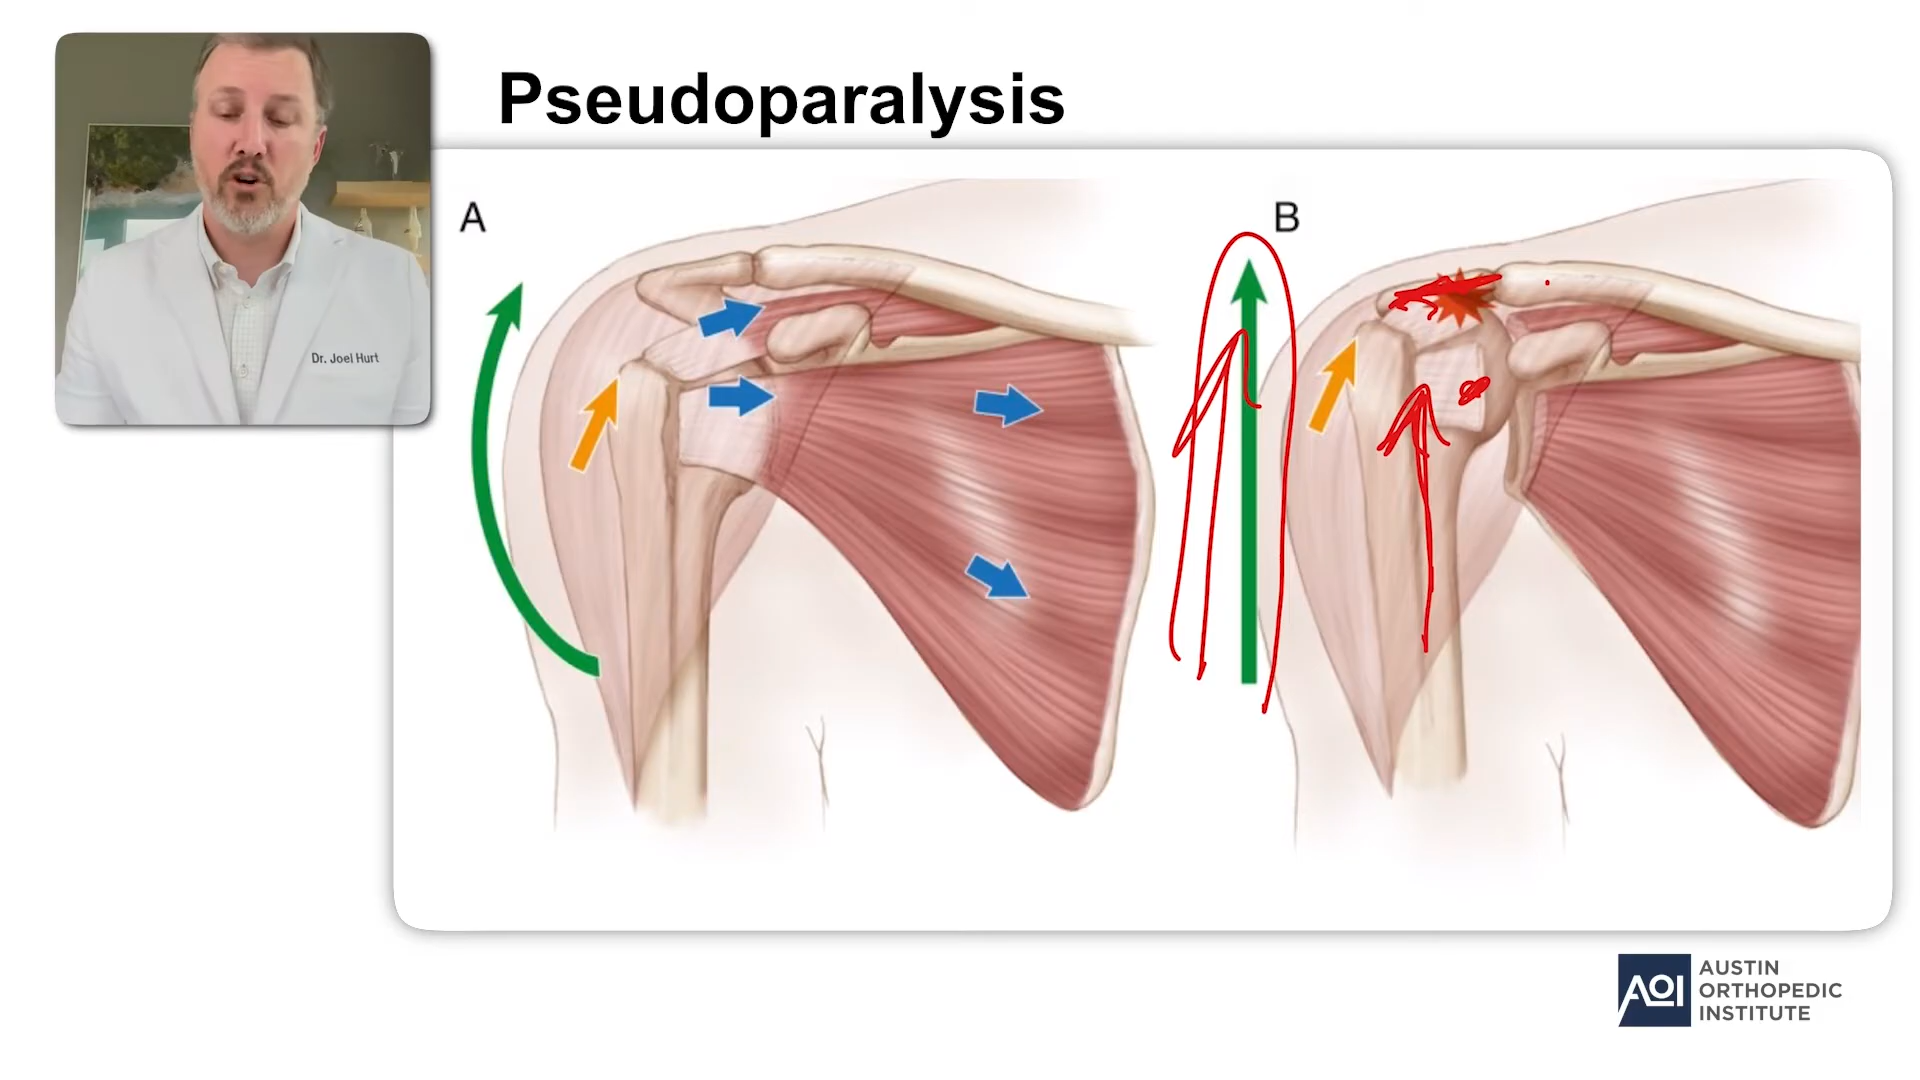 Pseudoparalysis
A
B
Dr. Joel Hurt
AOI
AUSTIN
ORTHOPEDIC
INSTITUTE